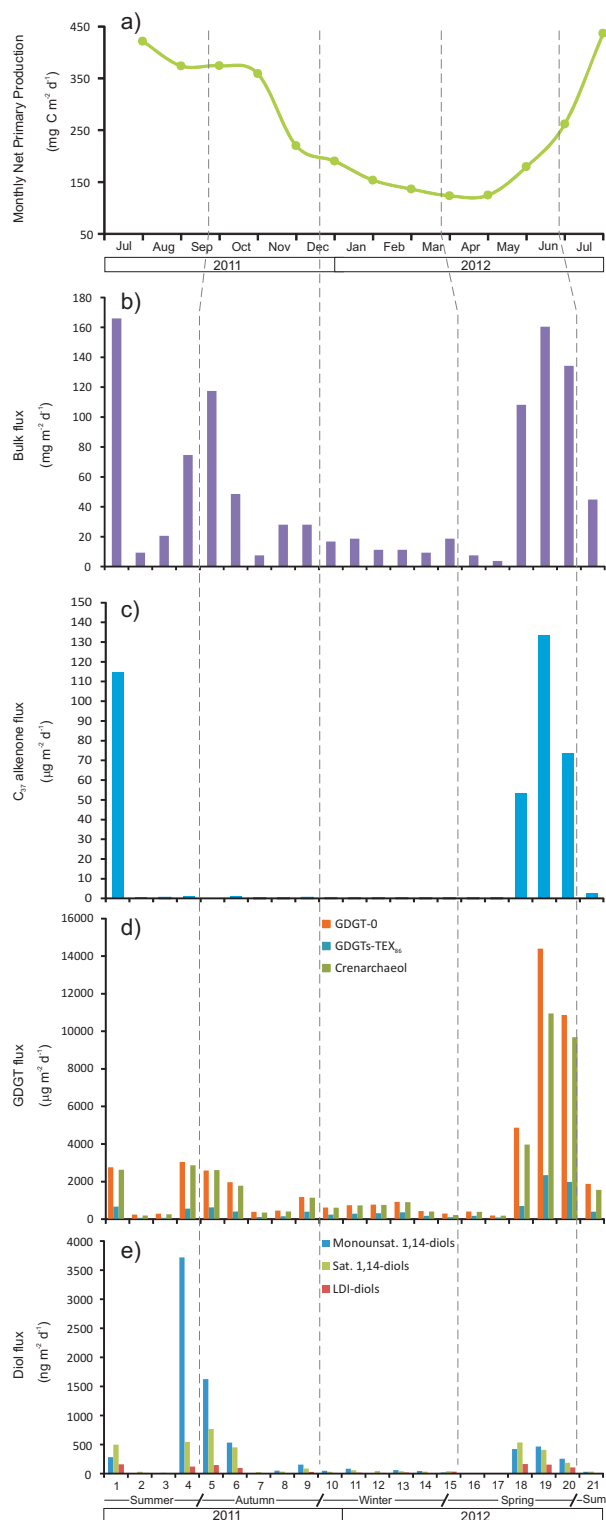 a)
Monthly Net Primary Production
(mg C m⁻² d⁻¹)
450
350
250
150
50
Jul Aug Sep Oct Nov Dec Jan Feb Mar Apr May Jun Jul
2011 2012
b)
Bulk flux
(mg m⁻² d⁻¹)
180
160
140
120
100
80
60
40
20
0
c)
C₃₇ alkenone flux
(µg m⁻² d⁻¹)
150
140
130
120
110
100
90
80
70
60
50
40
30
20
10
0
d)
GDGT-0
GDGTs-TEX₈₆
Crenarchaeol
GDGT flux
(µg m⁻² d⁻¹)
16000
14000
12000
10000
8000
6000
4000
2000
0
e)
Monounsat. 1,14-diols
Sat. 1,14-diols
LDI-diols
Diol flux
(ng m⁻² d⁻¹)
4000
3500
3000
2500
2000
1500
1000
500
0
1 2 3 4 5 6 7 8 9 10 11 12 13 14 15 16 17 18 19 20 21
Summer Autumn Winter Spring Sum
2011 2012